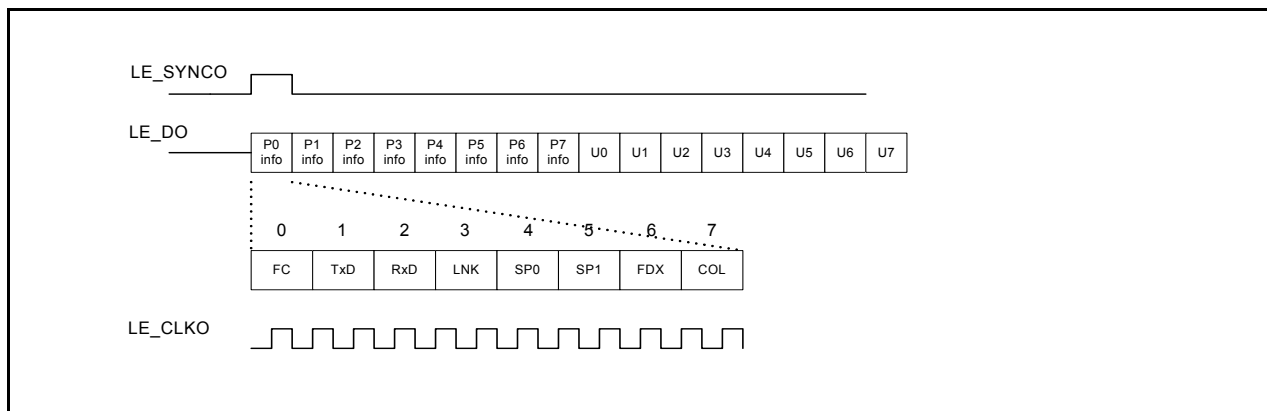 LE_SYNCO
LE_DO
P0 info P1 info P2 info P3 info P4 info P5 info P6 info P7 info U0 U1 U2 U3 U4 U5 U6 U7
0 1 2 3 4 5 6 7
FC TxD RxD LNK SP0 SP1 FDX COL
LE_CLKO